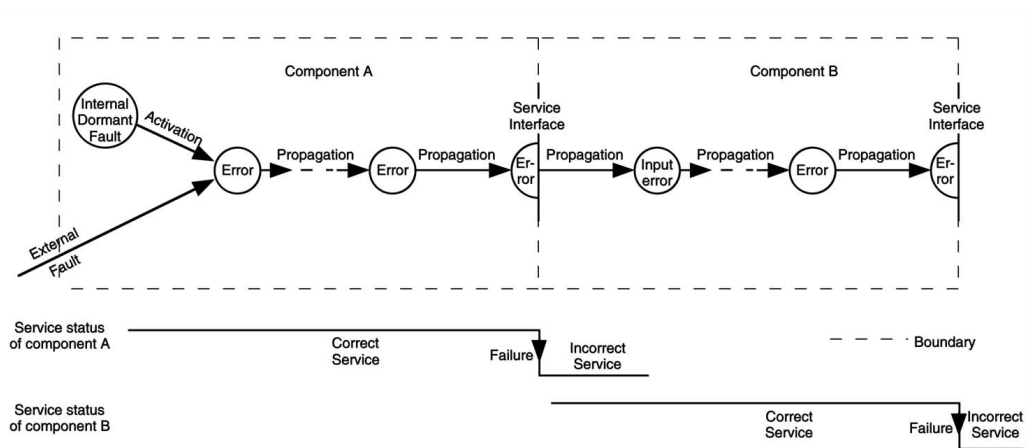 Component A
Component B
Internal
Dormant
Fault
Activation
Service
Interface
Service
Interface
Error
Propagation
Error
Propagation
Er-
ror
Propagation
Input
error
Propagation
Error
Propagation
Er-
ror
External
Fault
Service status
of component A
Correct
Service
Failure
Incorrect
Service
Boundary
Service status
of component B
Correct
Service
Failure
Incorrect
Service